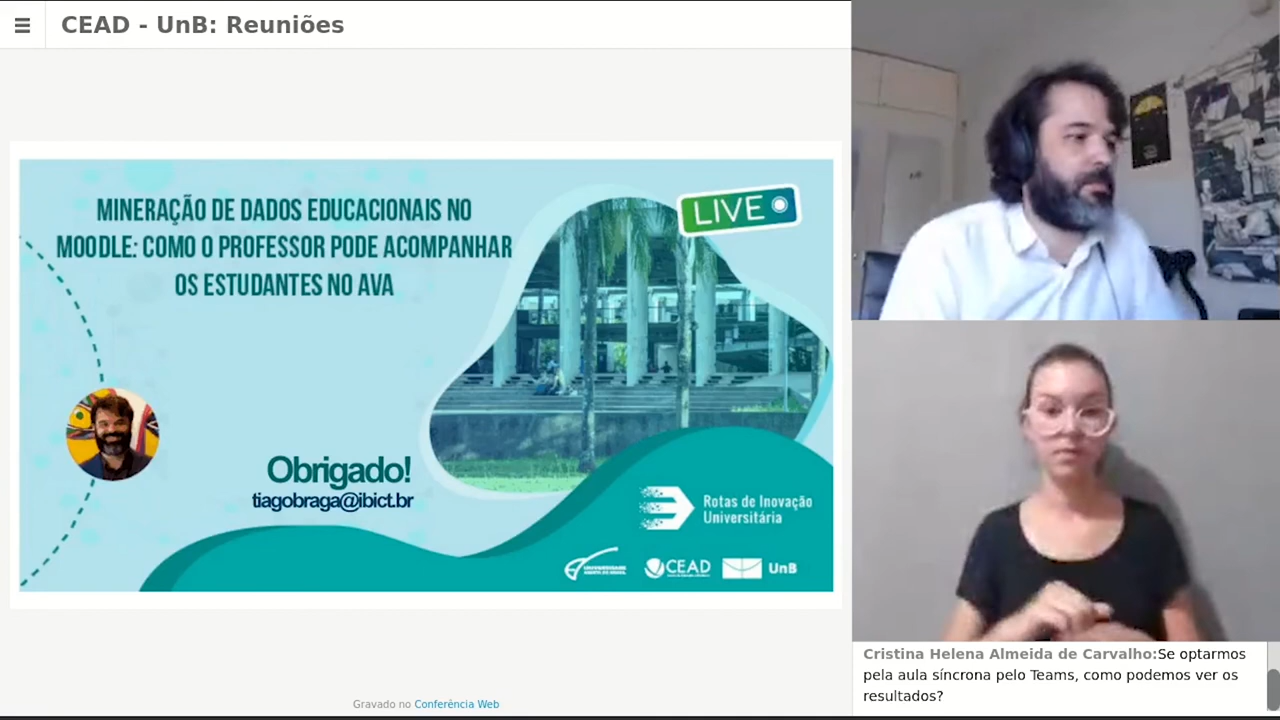 CEAD - UnB: Reuniões
MINERAÇÃO DE DADOS EDUCACIONAIS NO
MOODLE: COMO O PROFESSOR PODE ACOMPANHAR
OS ESTUDANTES NO AVA
LIVE
Obrigado!
tiagobraga@ibict.br
Rotas de Inovação
Universitária
CEAD
UnB
Gravado no Conferência Web
Cristina Helena Almeida de Carvalho:Se optarmos
pela aula síncrona pelo Teams, como podemos ver os
resultados?